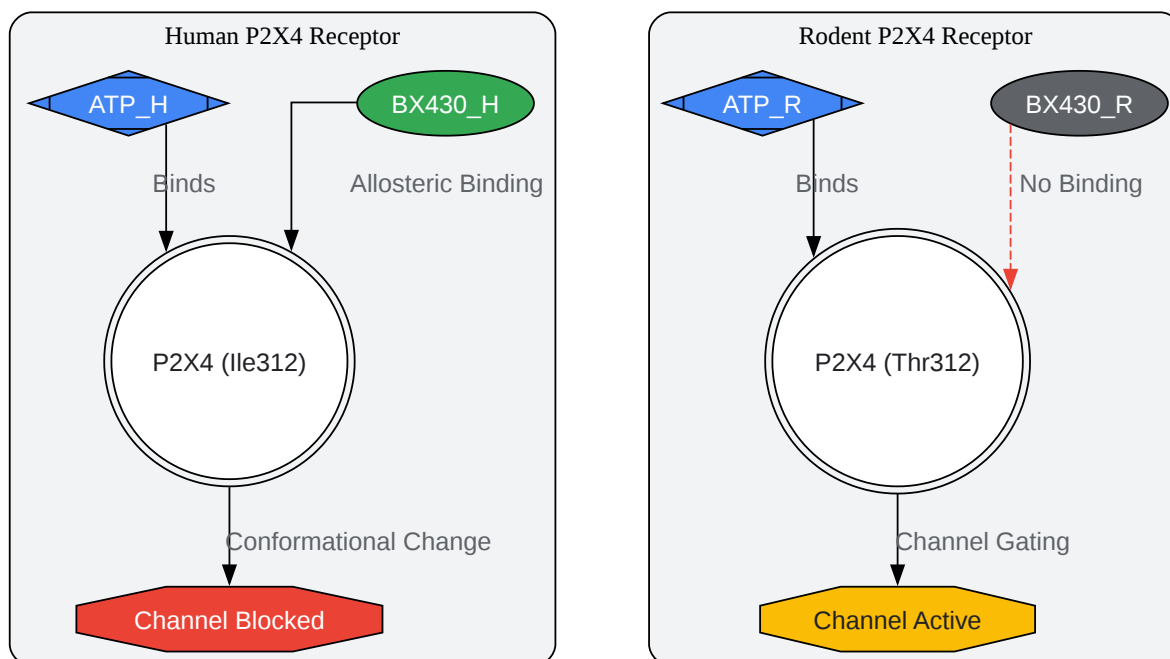 Human P2X4 Receptor
ATP_H
BX430_H
Binds
Allosteric Binding
P2X4 (Ile312)
Conformational Change
Channel Blocked
Rodent P2X4 Receptor
ATP_R
BX430_R
Binds
No Binding
P2X4 (Thr312)
Channel Gating
Channel Active